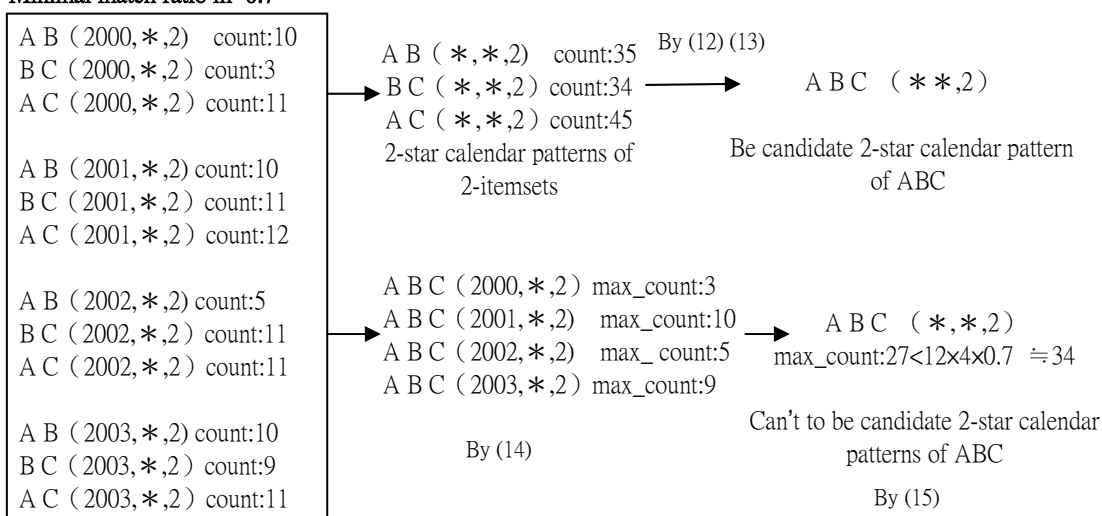 A B (2000,＊,2) count:10
B C (2000,＊,2) count:3
A C (2000,＊,2) count:11
A B (2001,＊,2) count:10
B C (2001,＊,2) count:11
A C (2001,＊,2) count:12
A B (2002,＊,2) count:5
B C (2002,＊,2) count:11
A C (2002,＊,2) count:11
A B (2003,＊,2) count:10
B C (2003,＊,2) count:9
A C (2003,＊,2) count:11
A B (＊,＊,2) count:35
B C (＊,＊,2) count:34
A C (＊,＊,2) count:45
2-star calendar patterns of
2-itemsets
By (12) (13)
A B C (＊＊,2)
Be candidate 2-star calendar pattern
of ABC
A B C (2000,＊,2) max_count:3
A B C (2001,＊,2) max_count:10
A B C (2002,＊,2) max_ count:5
A B C (2003,＊,2) max_count:9
By (14)
A B C (＊,＊,2)
max_count:27<12×4×0.7 ≒34
Can't to be candidate 2-star calendar
patterns of ABC
By (15)